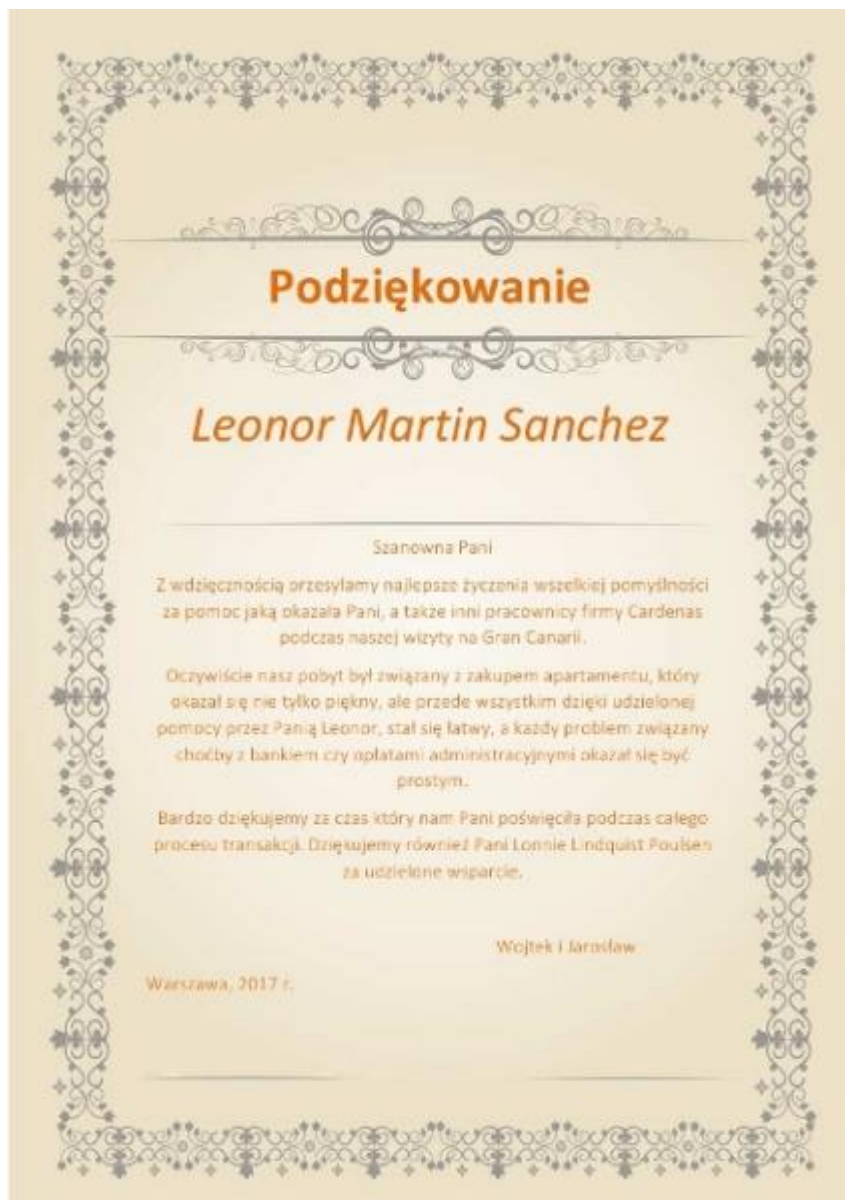 Podziękowanie
Leonor Martin Sanchez
Szanowna Pani
Z wdzięcznością przesyłamy najlepsze życzenia wszelkiej pomyślności
za pomoc jaką okazała Pani, a także inni pracownicy firmy Cardenas
podczas naszej wizyty na Gran Canarii.
Oczywiście nasz pobyt był związany z zakupem apartamentu, który
okazał się nie tylko piękny, ale przede wszystkim dzięki udzielonej
pomocy przez Panią Leonor, stał się łatwy, a każdy problem związany
choćby z bankiem czy opłatami administracyjnymi okazał się być
prostym.
Bardzo dziękujemy za czas który nam Pani poświęciła podczas całego
procesu transakcji. Dziękujemy również Pani Lonnie Lindquist Poulsen
za udzielone wsparcie.
Wojtek i Jarosław
Warszawa, 2017 r.